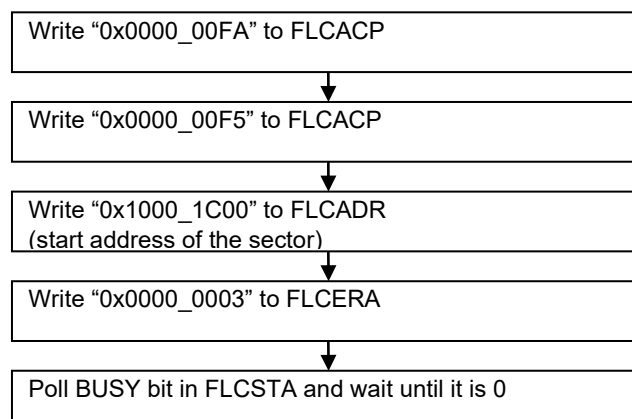 Write “0x0000_00FA” to FLCACP
Write “0x0000_00F5” to FLCACP
Write “0x1000_1C00” to FLCADR
(start address of the sector)
Write “0x0000_0003” to FLCERA
Poll BUSY bit in FLCSTA and wait until it is 0